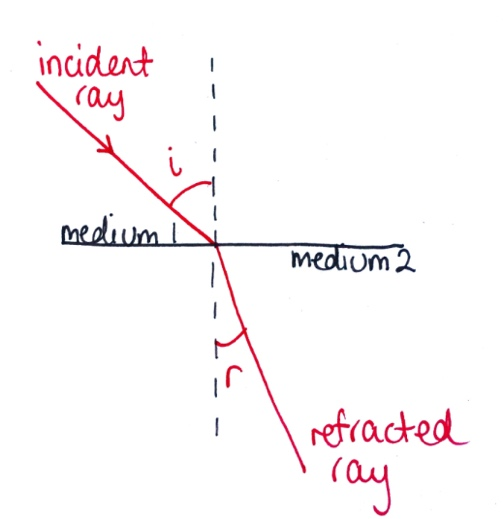 incident
ray
i
medium 1
medium 2
r
refracted
ray